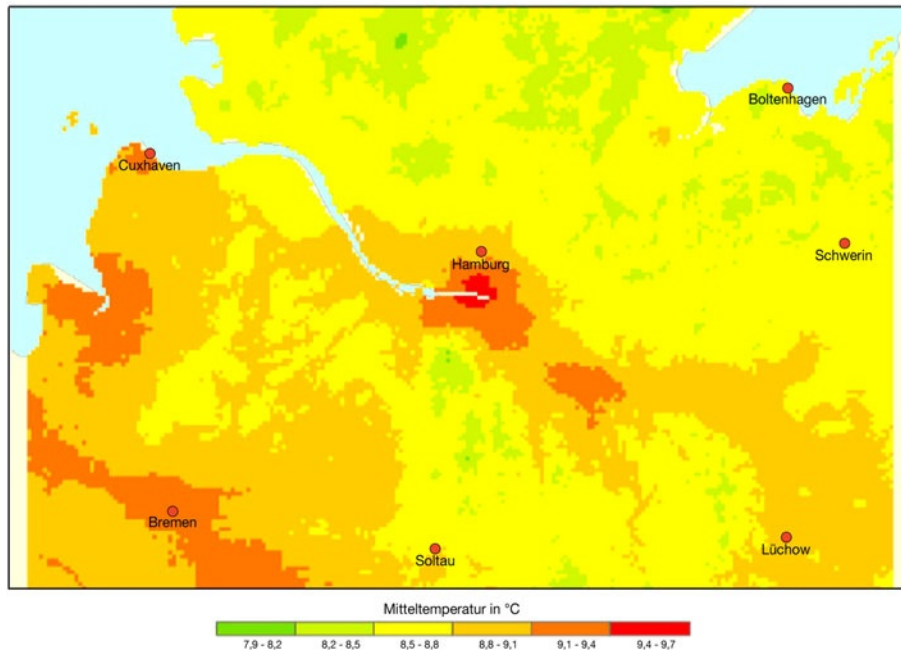 Boltenhagen
Cuxhaven
Hamburg
Schwerin
Bremen
Soltau
Lüchow
Mitteltemperatur in °C
7,9 - 8,2
8,2 - 8,5
8,5 - 8,8
8,8 - 9,1
9,1 - 9,4
9,4 - 9,7